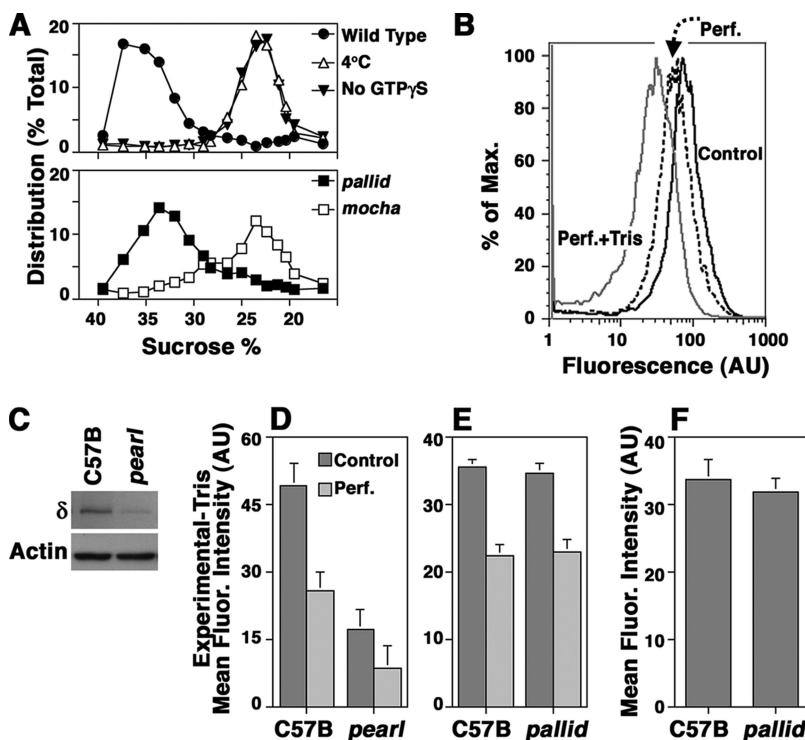 A
Distribution (% Total)
20
10
0
Wild Type
4°C
No GTPγS
20
10
0
pallid
mocha
40
35
30
25
20
Sucrose %
B
Perf.
% of Max.
100
80
60
40
20
0
Control
Perf.+Tris
1
10
100
1000
Fluorescence (AU)
C
C57B
pearl
δ
Actin
D
Experimental-Tris
Mean Fluor. Intensity (AU)
60
45
30
15
0
Control
Perf.
C57B
pearl
E
40
30
20
10
0
C57B
pallid
F
Mean Fluor. Intensity (AU)
40
30
20
10
0
C57B
pallid